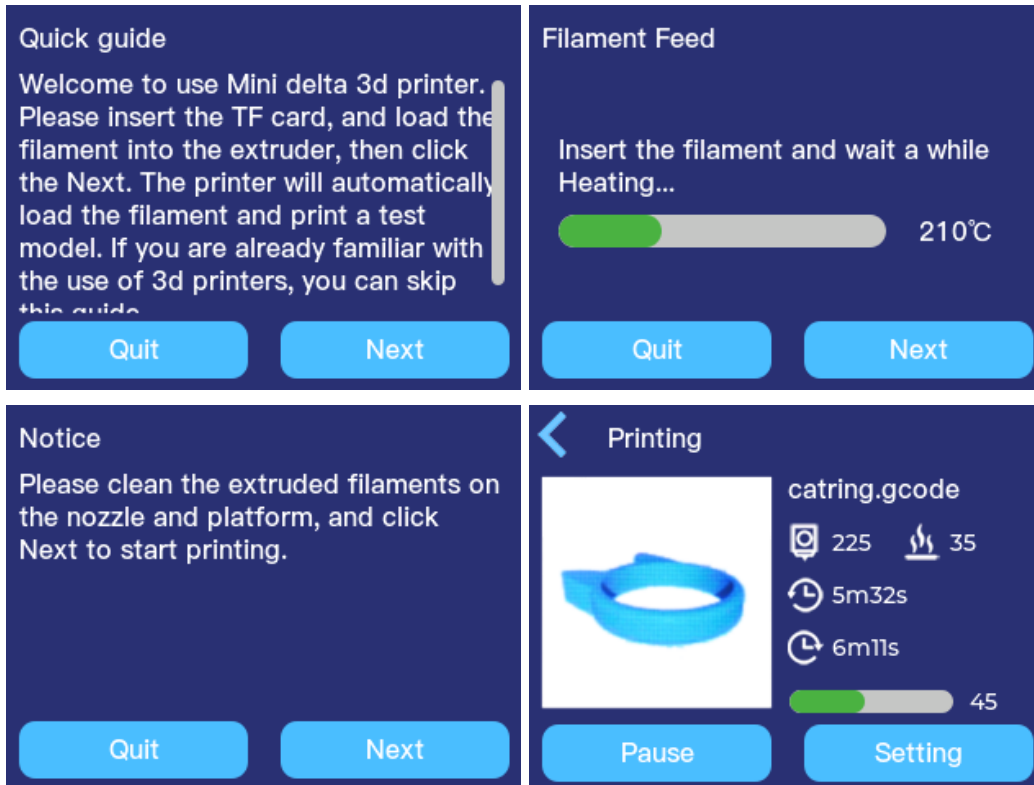 Quick guide
Welcome to use Mini delta 3d printer.
Please insert the TF card, and load the
filament into the extruder, then click
the Next. The printer will automatically
load the filament and print a test
model. If you are already familiar with
the use of 3d printers, you can skip
this guide
Quit
Next
Filament Feed
Insert the filament and wait a while
Heating...
210℃
Quit
Next
Notice
Please clean the extruded filaments on
the nozzle and platform, and click
Next to start printing.
Quit
Next
Printing
catring.gcode
225
35
5m32s
6m11s
45
Pause
Setting